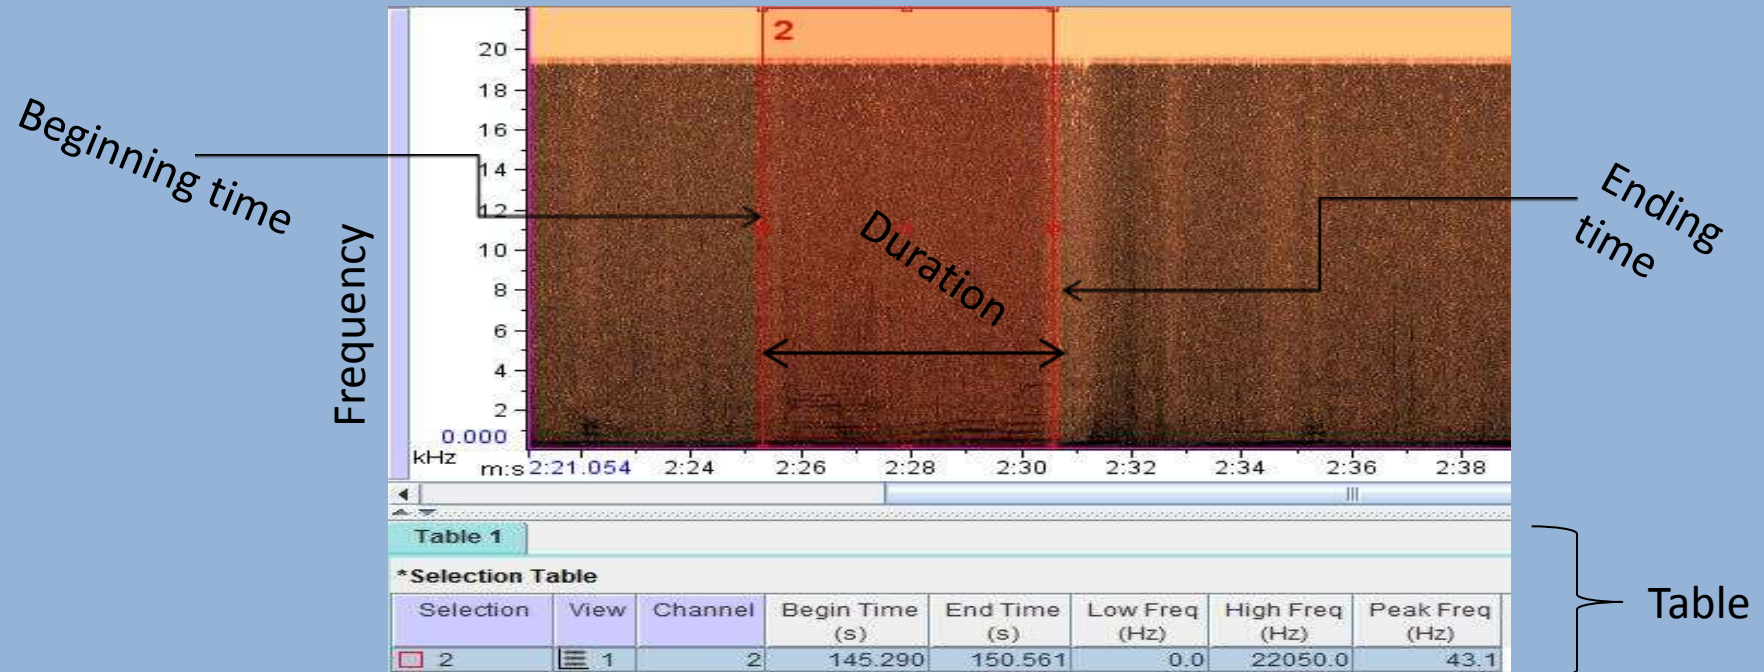 2
20
18
16
14
12
10
8
6
4
2
0.000
kHz
Beginning time
Frequency
Duration
Ending
time
m:s 2:21.054 2:24 2:26 2:28 2:30 2:32 2:34 2:36 2:38
Table 1
*Selection Table
Selection View Channel Begin Time (s) End Time (s) Low Freq (Hz) High Freq (Hz) Peak Freq (Hz)
2 1 2 145.290 150.561 0.0 22050.0 43.1
Table